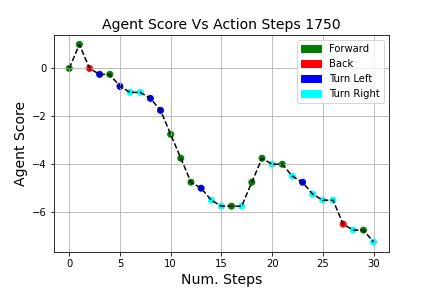 Agent Score Vs Action Steps 1750
Forward
Back
Turn Left
Turn Right
Agent Score
0
−2
−4
−6
0 5 10 15 20 25 30
Num. Steps